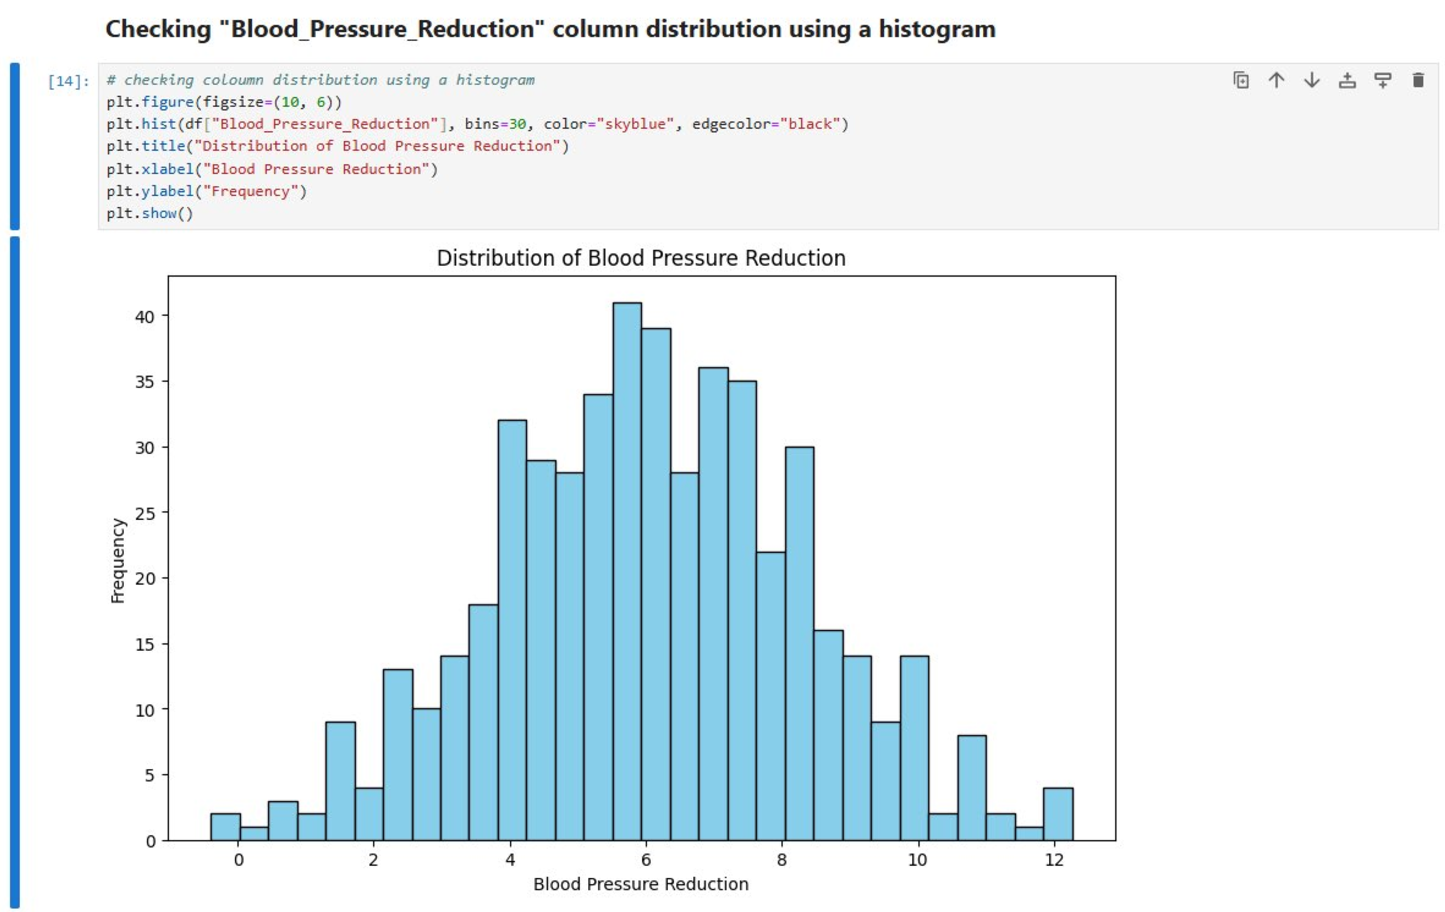 Checking "Blood_Pressure_Reduction" column distribution using a histogram
[14]:
# checking coloumn distribution using a histogram
plt.figure(figsize=(10, 6))
plt.hist(df["Blood_Pressure_Reduction"], bins=30, color="skyblue", edgecolor="black")
plt.title("Distribution of Blood Pressure Reduction")
plt.xlabel("Blood Pressure Reduction")
plt.ylabel("Frequency")
plt.show()
Distribution of Blood Pressure Reduction
40
35
30
25
20
15
10
5
0
Frequency
0 2 4 6 8 10 12
Blood Pressure Reduction